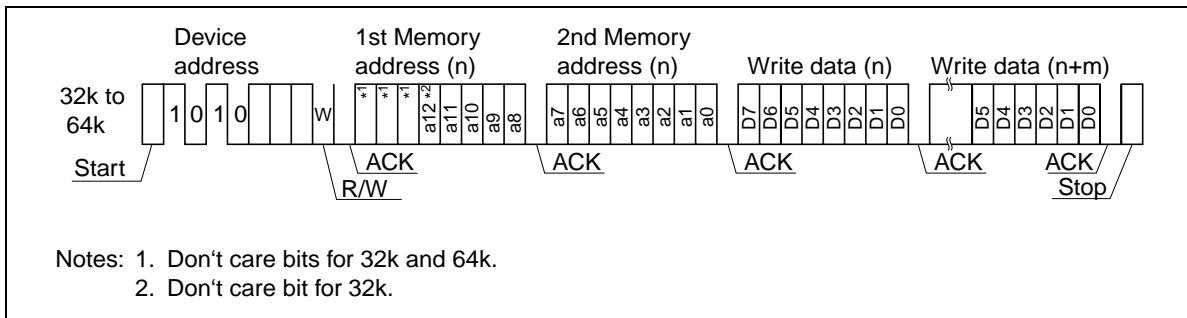 Device
address
1st Memory
address (n)
2nd Memory
address (n)
Write data (n)
Write data (n+m)
32k to
64k
1 0 1 0 W *1 *1 *1 a12*2 a11 a10 a9 a8 a7 a6 a5 a4 a3 a2 a1 a0 D7 D6 D5 D4 D3 D2 D1 D0 D5 D4 D3 D2 D1 D0
Start
ACK
ACK
ACK
ACK
ACK
R/W
Stop
Notes: 1. Don't care bits for 32k and 64k.
2. Don't care bit for 32k.